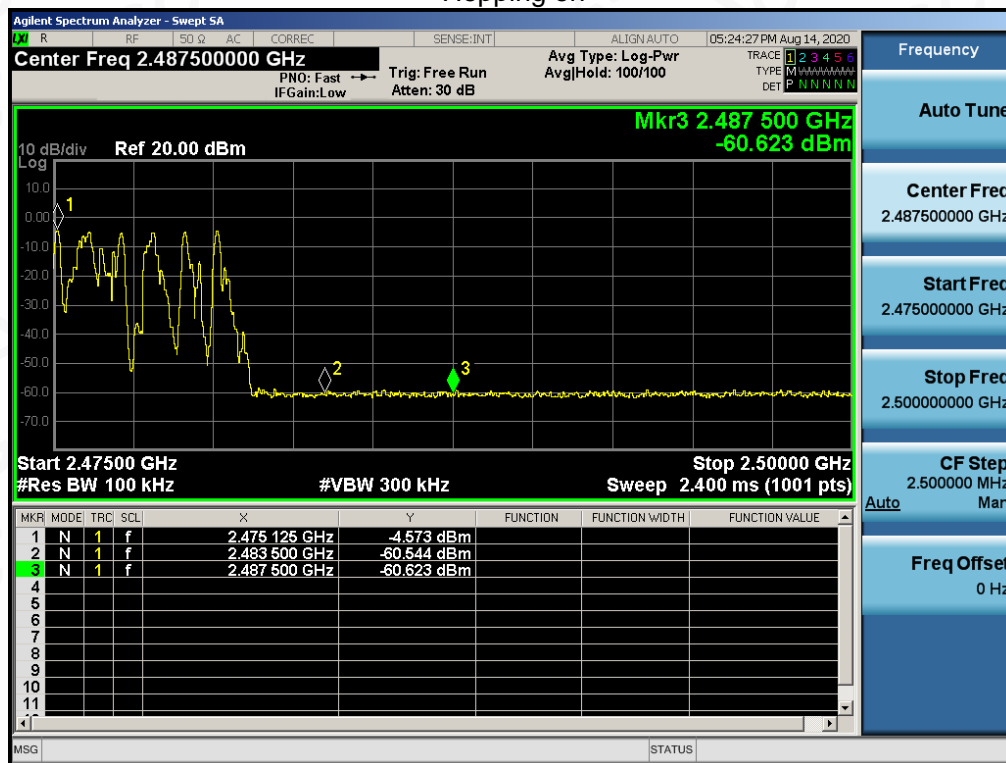 Hopping on
Agilent Spectrum Analyzer - Swept SA
LXI R RF 50 Ω AC CORREC SENSE:INT ALIGN AUTO 05:24:27 PM Aug 14, 2020
Center Freq 2.487500000 GHz
PNO: Fast
IFGain:Low
Trig: Free Run
Atten: 30 dB
Avg Type: Log-Pwr
Avg|Hold: 100/100
TRACE 1 2 3 4 5 6
TYPE M
DET P N N N N N
Mkr3 2.487 500 GHz
-60.623 dBm
10 dB/div Ref 20.00 dBm
Log
10.0
0.00
-10.0
-20.0
-30.0
-40.0
-50.0
-60.0
-70.0
1
2
3
Start 2.47500 GHz Stop 2.50000 GHz
#Res BW 100 kHz #VBW 300 kHz Sweep 2.400 ms (1001 pts)
MKR MODE TRC SCL X Y FUNCTION FUNCTION WIDTH FUNCTION VALUE
1 N 1 f 2.475 125 GHz -4.573 dBm
2 N 1 f 2.483 500 GHz -60.544 dBm
3 N 1 f 2.487 500 GHz -60.623 dBm
4
5
6
7
8
9
10
11
MSG STATUS
Frequency
Auto Tune
Center Freq
2.487500000 GHz
Start Freq
2.475000000 GHz
Stop Freq
2.500000000 GHz
CF Step
2.500000 MHz
Auto Man
Freq Offset
0 Hz